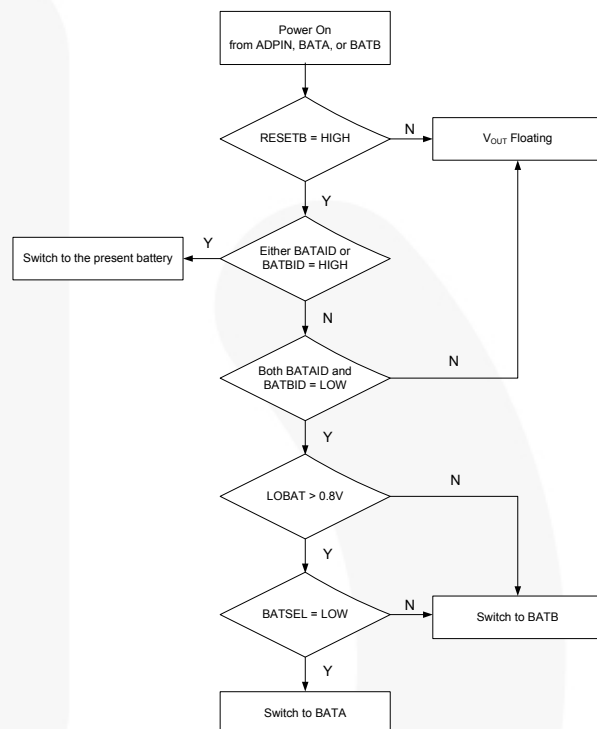 Power On
from ADPIN, BATA, or BATB
RESETB = HIGH
N
VOUT Floating
Y
Either BATAID or
BATBID = HIGH
Y
Switch to the present battery
N
Both BATAID and
BATBID = LOW
N
Y
LOBAT > 0.8V
N
Y
BATSEL = LOW
N
Switch to BATB
Y
Switch to BATA